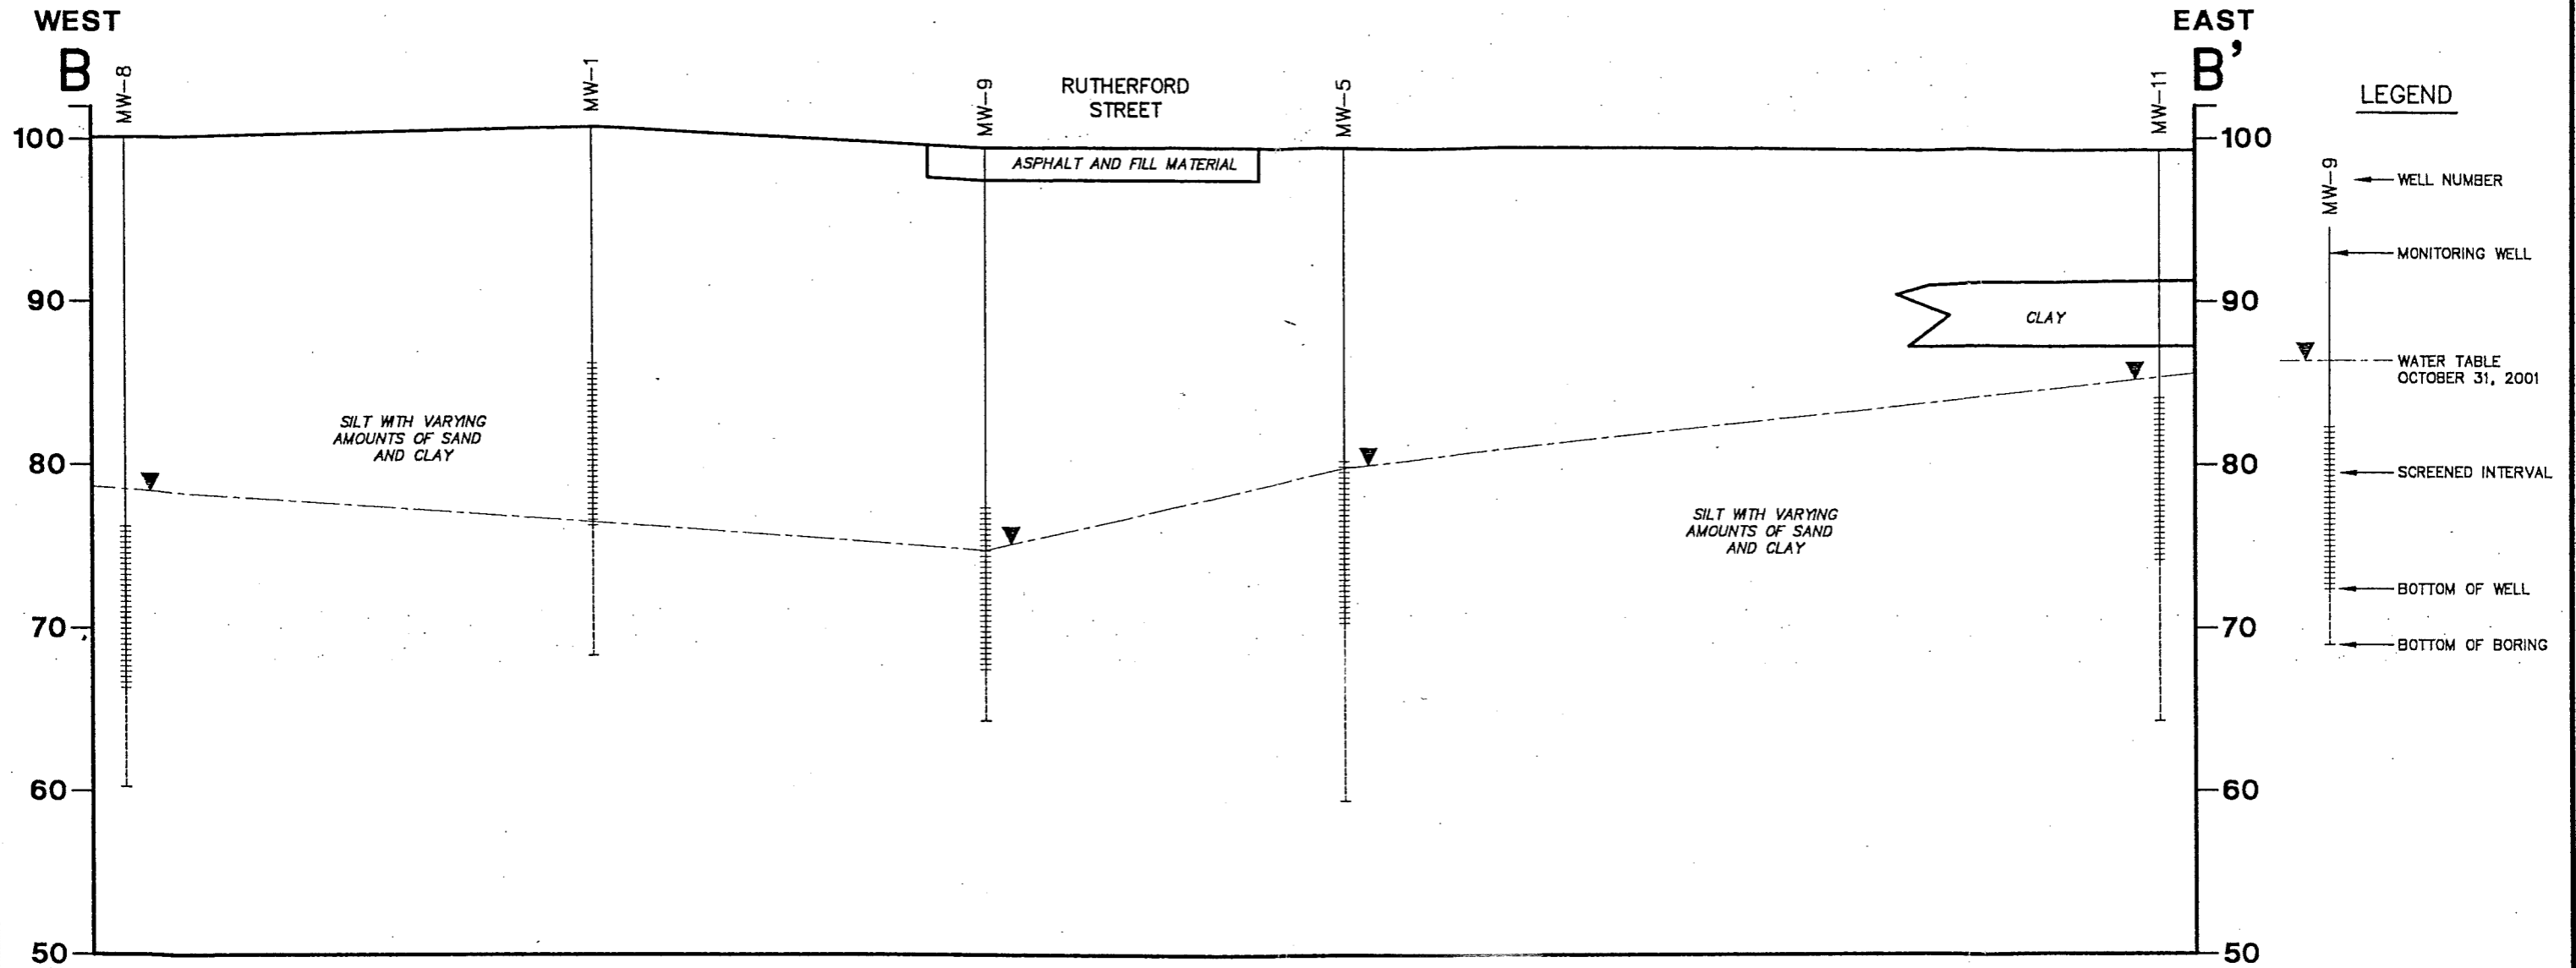 WEST
B
EAST
B'
MW-8
MW-1
MW-9
RUTHERFORD
STREET
MW-5
MW-11
100
90
80
70
60
50
ASPHALT AND FILL MATERIAL
CLAY
SILT WITH VARYING
AMOUNTS OF SAND
AND CLAY
SILT WITH VARYING
AMOUNTS OF SAND
AND CLAY
100
90
80
70
60
50
LEGEND
MW-9
WELL NUMBER
MONITORING WELL
WATER TABLE
OCTOBER 31, 2001
SCREENED INTERVAL
BOTTOM OF WELL
BOTTOM OF BORING